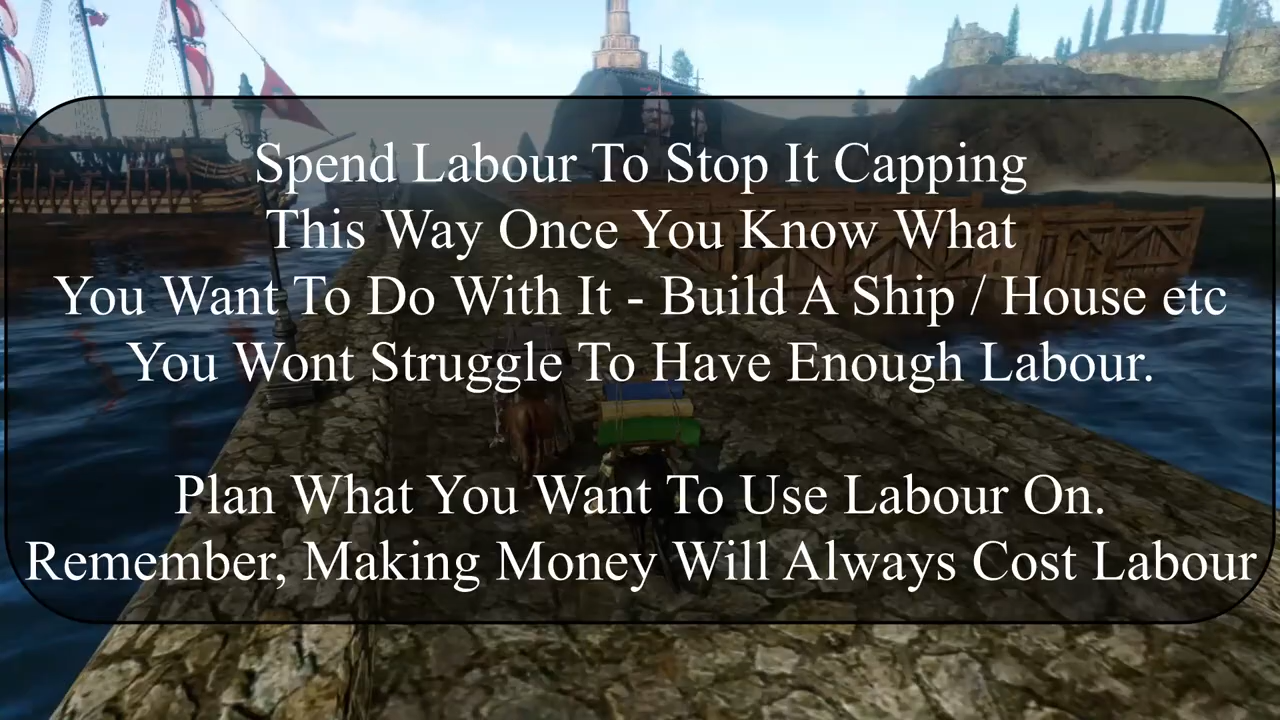 Spend Labour To Stop It Capping
This Way Once You Know What
You Want To Do With It - Build A Ship / House etc
You Wont Struggle To Have Enough Labour.
Plan What You Want To Use Labour On.
Remember, Making Money Will Always Cost Labour